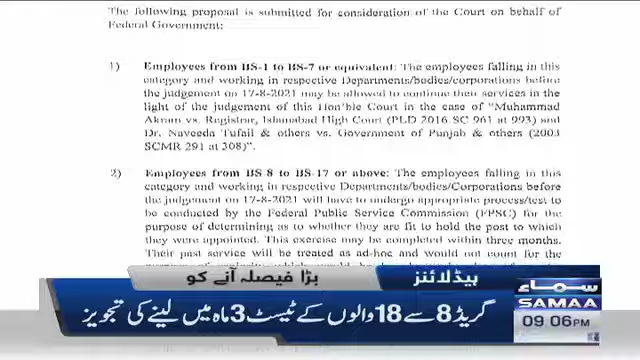 The following proposal is submitted for consideration of the Court on behalf of
Federal Government:
1) Employees from BS-1 to BS-7 or equivalent: The employees falling in this
category and working in respective Departments/bodies/corporations before
the judgement on 17-8-2021 may be allowed to continue their services in the
light of the judgement of this Hon'ble Court in the case of "Muhammad
Akram vs. Registrar, Islamabad High Court (PLD 2016 SC 961 at 993) and
Dr. Naveeda Tufail & others vs. Government of Punjab & others (2003
SCMR 291 at 308)".
2) Employees from BS-8 to BS-17 or above: The employees falling in this
category and working in respective Departments/bodies/Corporations before
the judgement on 17-8-2021 will have to undergo appropriate process/test to
be conducted by the Federal Public Service Commission (FPSC) for the
purpose of determining as to whether they are fit to hold the post to which
they were appointed. This exercise may be completed within three months.
Their past service will be treated as ad-hoc and would not count for the
ہیڈلائنز
بڑا فیصلہ آنے کو
گریڈ 8 سے 18 والوں کے ٹیسٹ 3 ماہ میں لینے کی تجویز
سماء
SAMAA
09:06PM